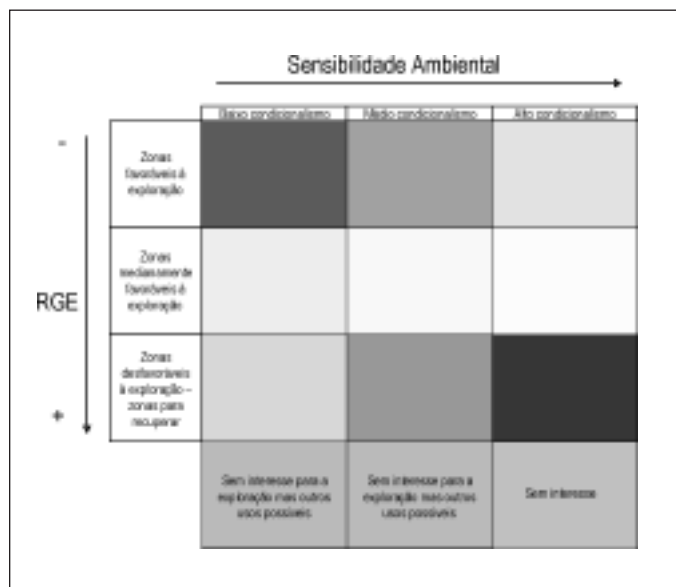 Sensibilidade Ambiental
Baixo condicionalismo
Médio condicionalismo
Alto condicionalismo
-
Zonas
favoráveis à
exploração
Zonas
medianamente
favoráveis à
exploração
RGE
Zonas
desfavoráveis
à exploração –
zonas para
recuperar
+
Sem interesse para a
exploração mas outros
usos possíveis
Sem interesse para a
exploração mas outros
usos possíveis
Sem interesse